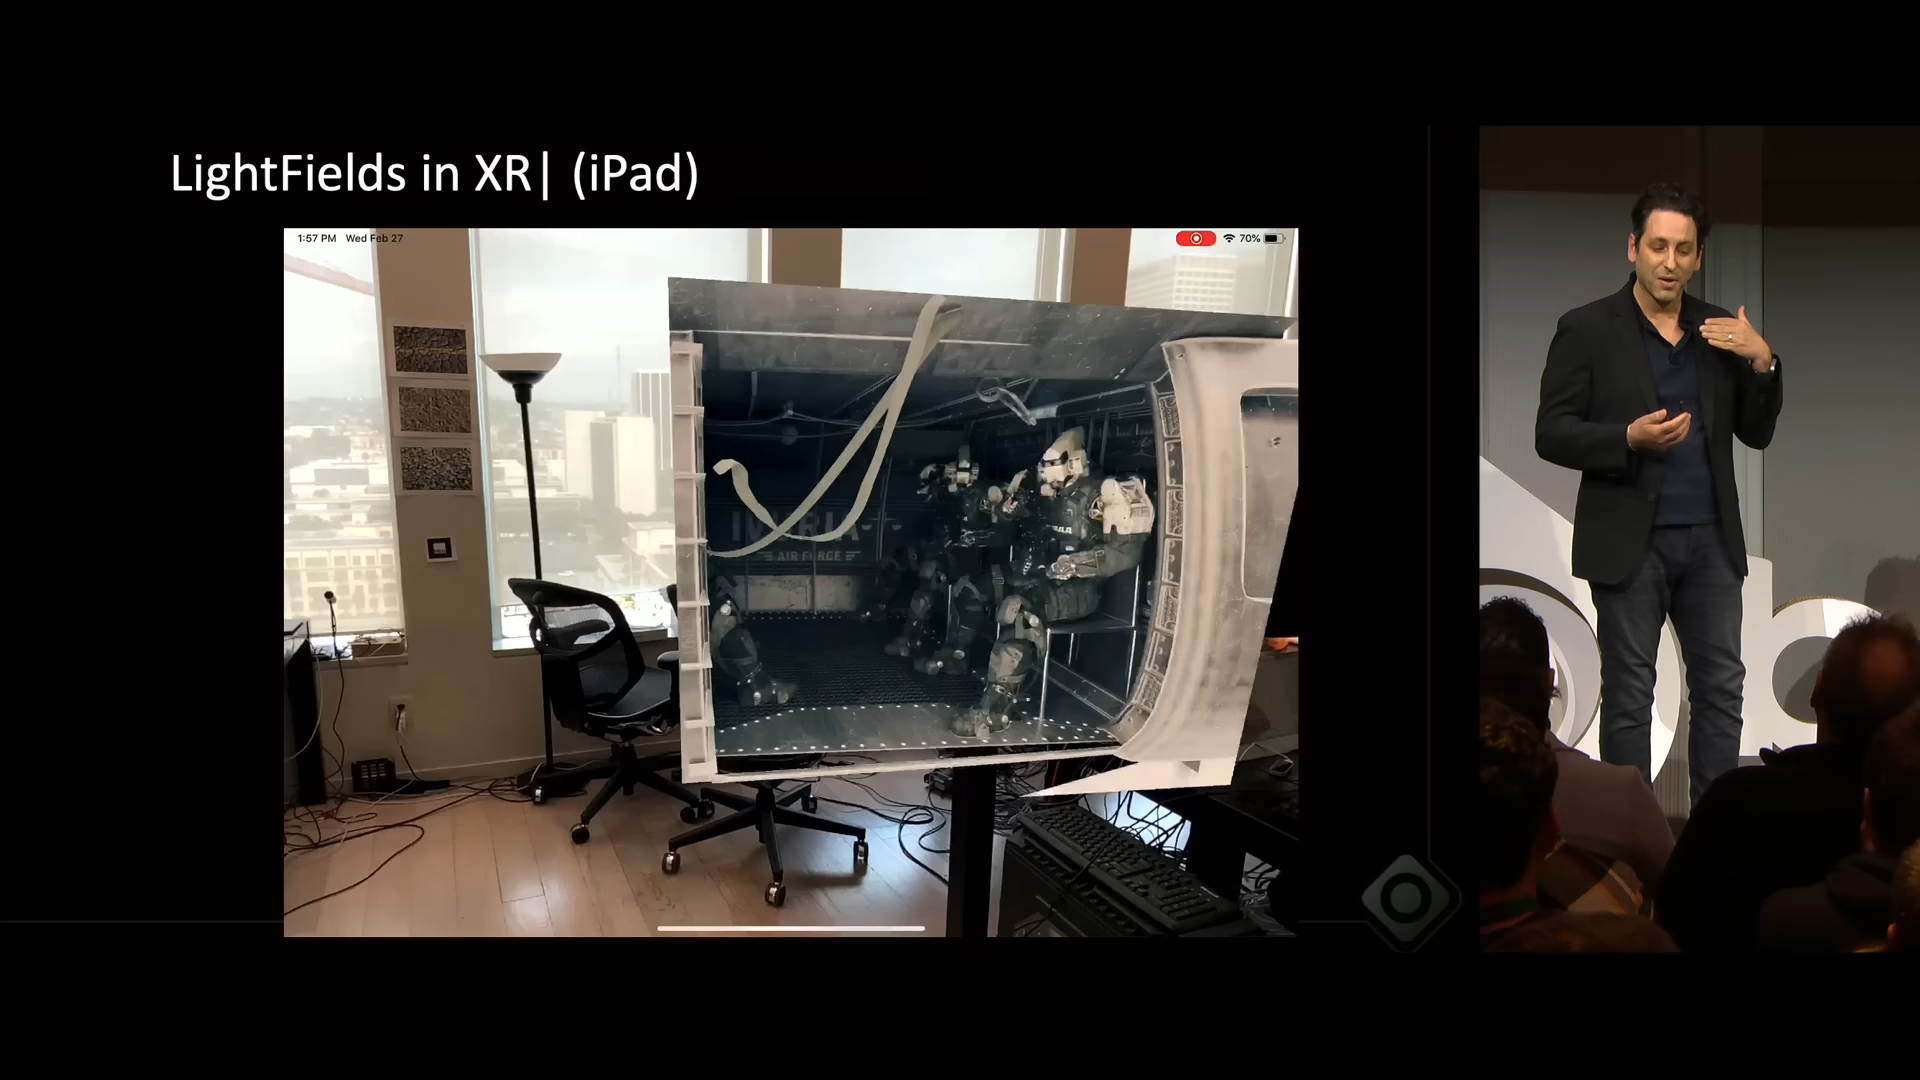 LightFields in XR| (iPad)
1:57 PM Wed Feb 27
70%
AIR FORCE